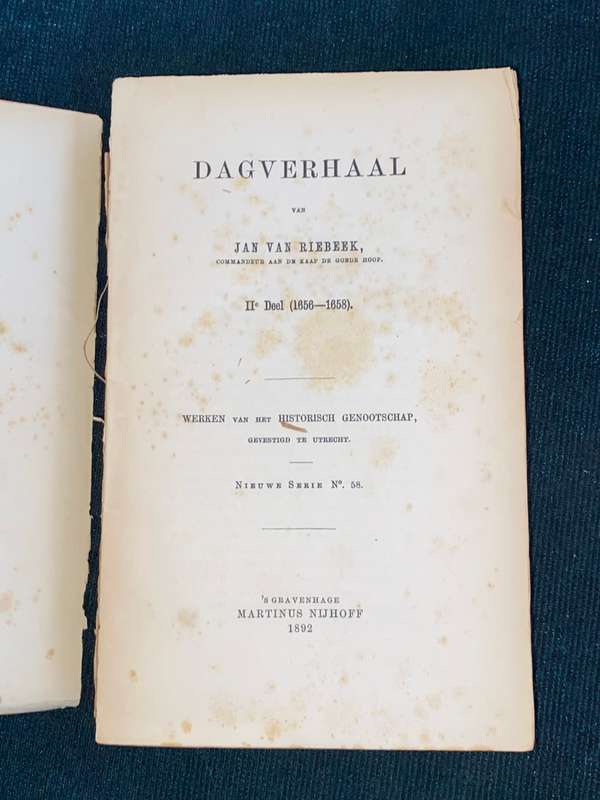 DAGVERHAAL
VAN
JAN VAN RIEBEEK,
COMMANDEUR AAN DE KAAP DE GOEDE HOOP.
IIe Deel (1656—1658).
WERKEN VAN HET HISTORISCH GENOOTSCHAP,
GEVESTIGD TE UTRECHT.
NIEUWE SERIE No. 58.
'S GRAVENHAGE
MARTINUS NIJHOFF
1892